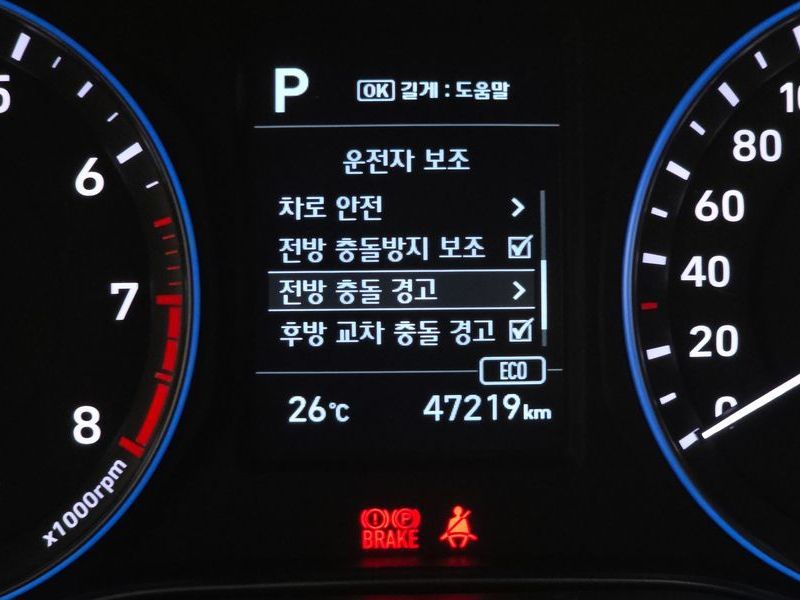 P
OK 길게 : 도움말
운전자 보조
차로 안전
전방 충돌방지 보조
전방 충돌 경고
후방 교차 충돌 경고
ECO
26°C 47219km
5
6
7
8
x1000rpm
80
60
40
20
0
BRAKE